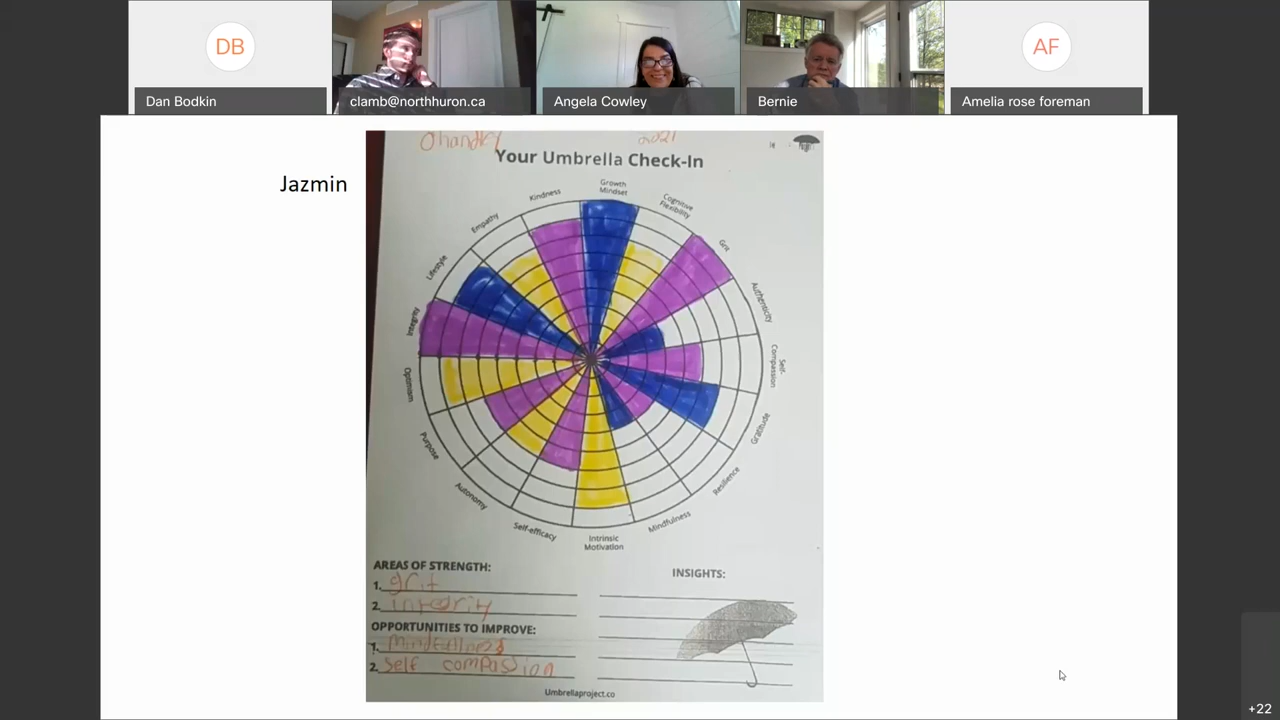 DB
AF
Dan Bodkin
clamb@northhuron.ca
Angela Cowley
Bernie
Amelia rose foreman
Jazmin
2021
Your Umbrella Check-In
Growth
Mindset
Cognitive
Flexibility
Grit
Authenticity
Self-
Compassion
Gratitude
Resilience
Mindfulness
Intrinsic
Motivation
Self-efficacy
Autonomy
Purpose
Optimism
Integrity
Lifestyle
Empathy
Kindness
AREAS OF STRENGTH:
1. grit
2. integrity
OPPORTUNITIES TO IMPROVE:
1. Mindfullness
2. self compassion
INSIGHTS:
Umbrellaproject.co
+22